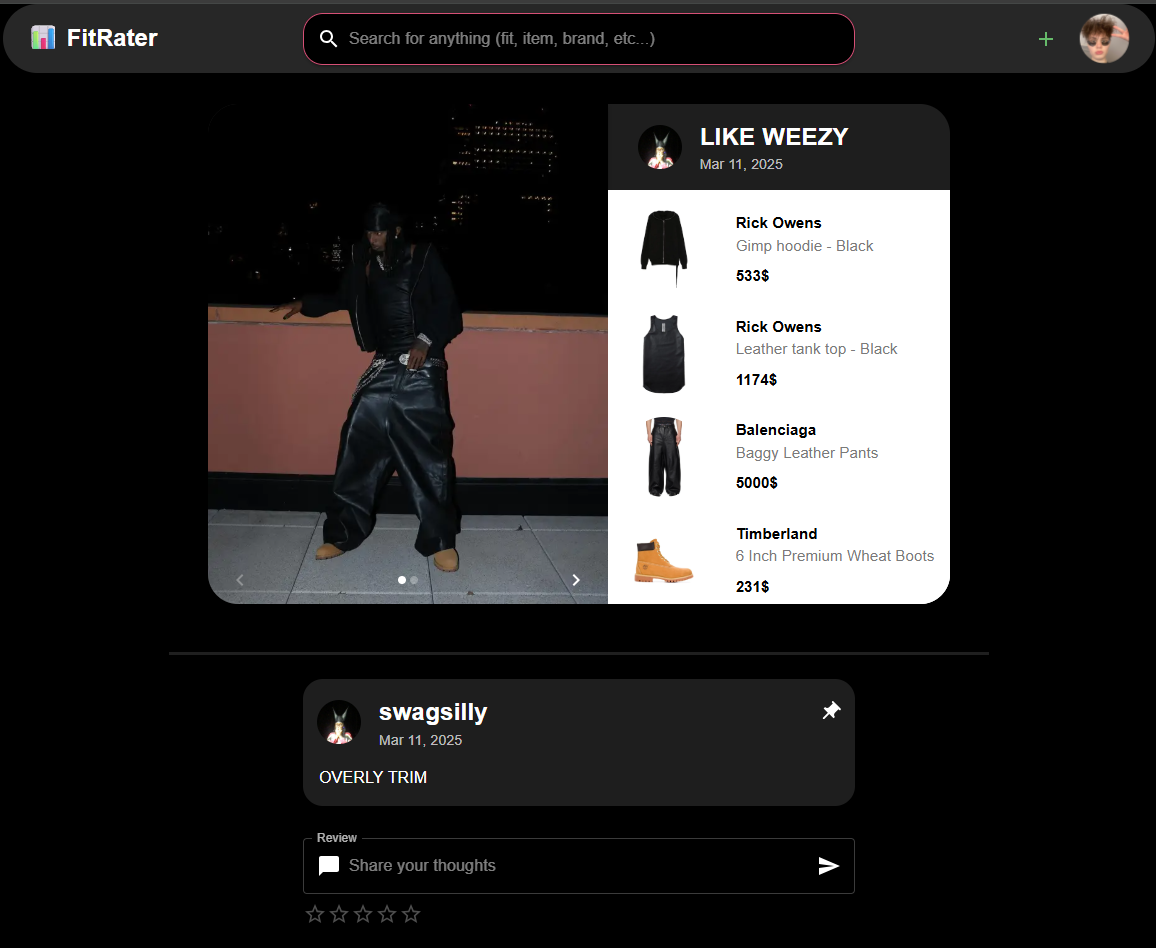 FitRater
Search for anything (fit, item, brand, etc...)
LIKE WEEZY
Mar 11, 2025
Rick Owens
Gimp hoodie - Black
533$
Rick Owens
Leather tank top - Black
1174$
Balenciaga
Baggy Leather Pants
5000$
Timberland
6 Inch Premium Wheat Boots
231$
swagsilly
Mar 11, 2025
OVERLY TRIM
Review
Share your thoughts